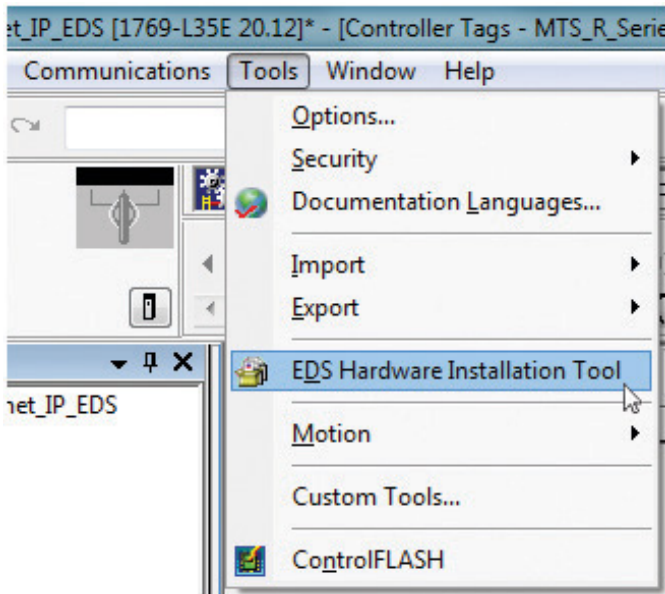 et_IP_EDS [1769-L35E 20.12]* - [Controller Tags - MTS_R_Serie
Communications Tools Window Help
Options...
Security
Documentation Languages...
Import
Export
EDS Hardware Installation Tool
net_IP_EDS
Motion
Custom Tools...
ControlFLASH